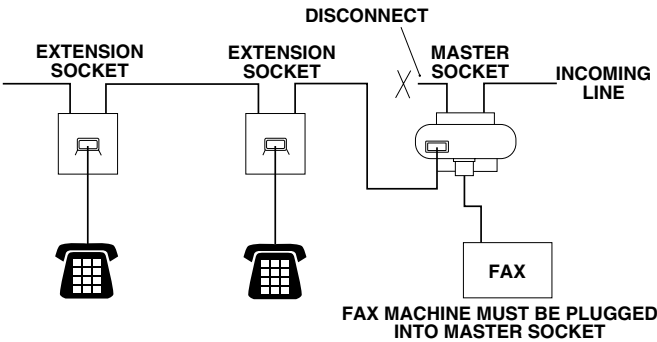 DISCONNECT
EXTENSION
SOCKET
EXTENSION
SOCKET
MASTER
SOCKET
INCOMING
LINE
FAX
FAX MACHINE MUST BE PLUGGED
INTO MASTER SOCKET